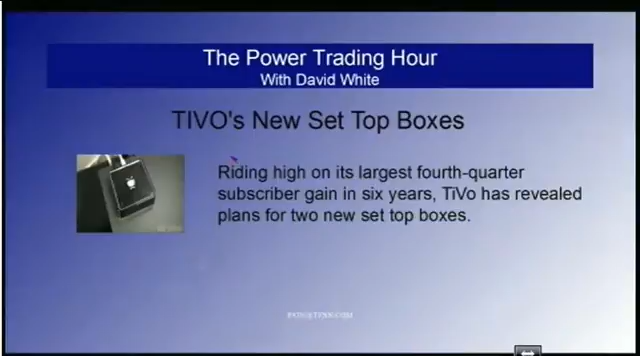 The Power Trading Hour
With David White
TIVO's New Set Top Boxes
Riding high on its largest fourth-quarter
subscriber gain in six years, TiVo has revealed
plans for two new set top boxes.